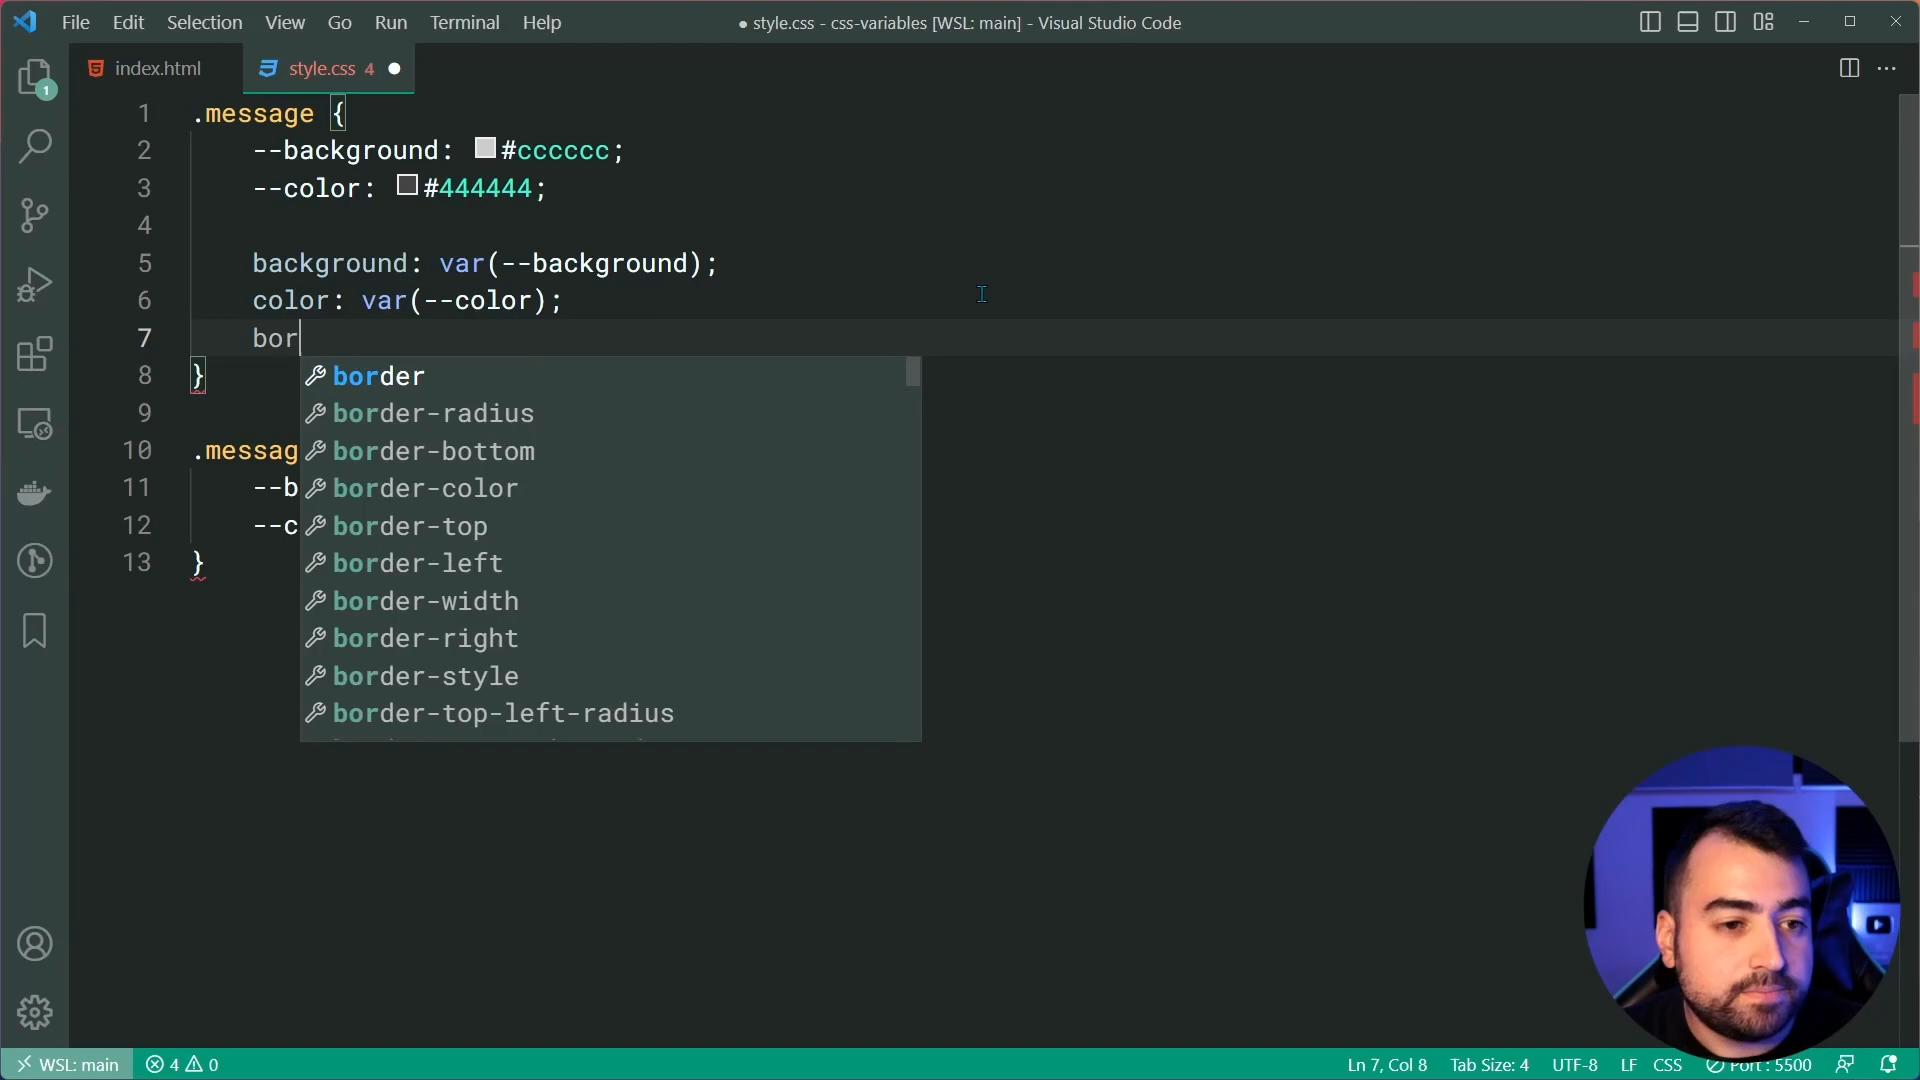 File Edit Selection View Go Run Terminal Help
● style.css - css-variables [WSL: main] - Visual Studio Code
index.html
style.css 4 ●
1
1 .message {
2 --background: #cccccc;
3 --color: #444444;
4
5 background: var(--background);
6 color: var(--color);
7 bor
8 }
9
10 .messag
11 --b
12 --c
13 }
border
border-radius
border-bottom
border-color
border-top
border-left
border-width
border-right
border-style
border-top-left-radius
WSL: main 4 0
Ln 7, Col 8 Tab Size: 4 UTF-8 LF CSS Port : 5500